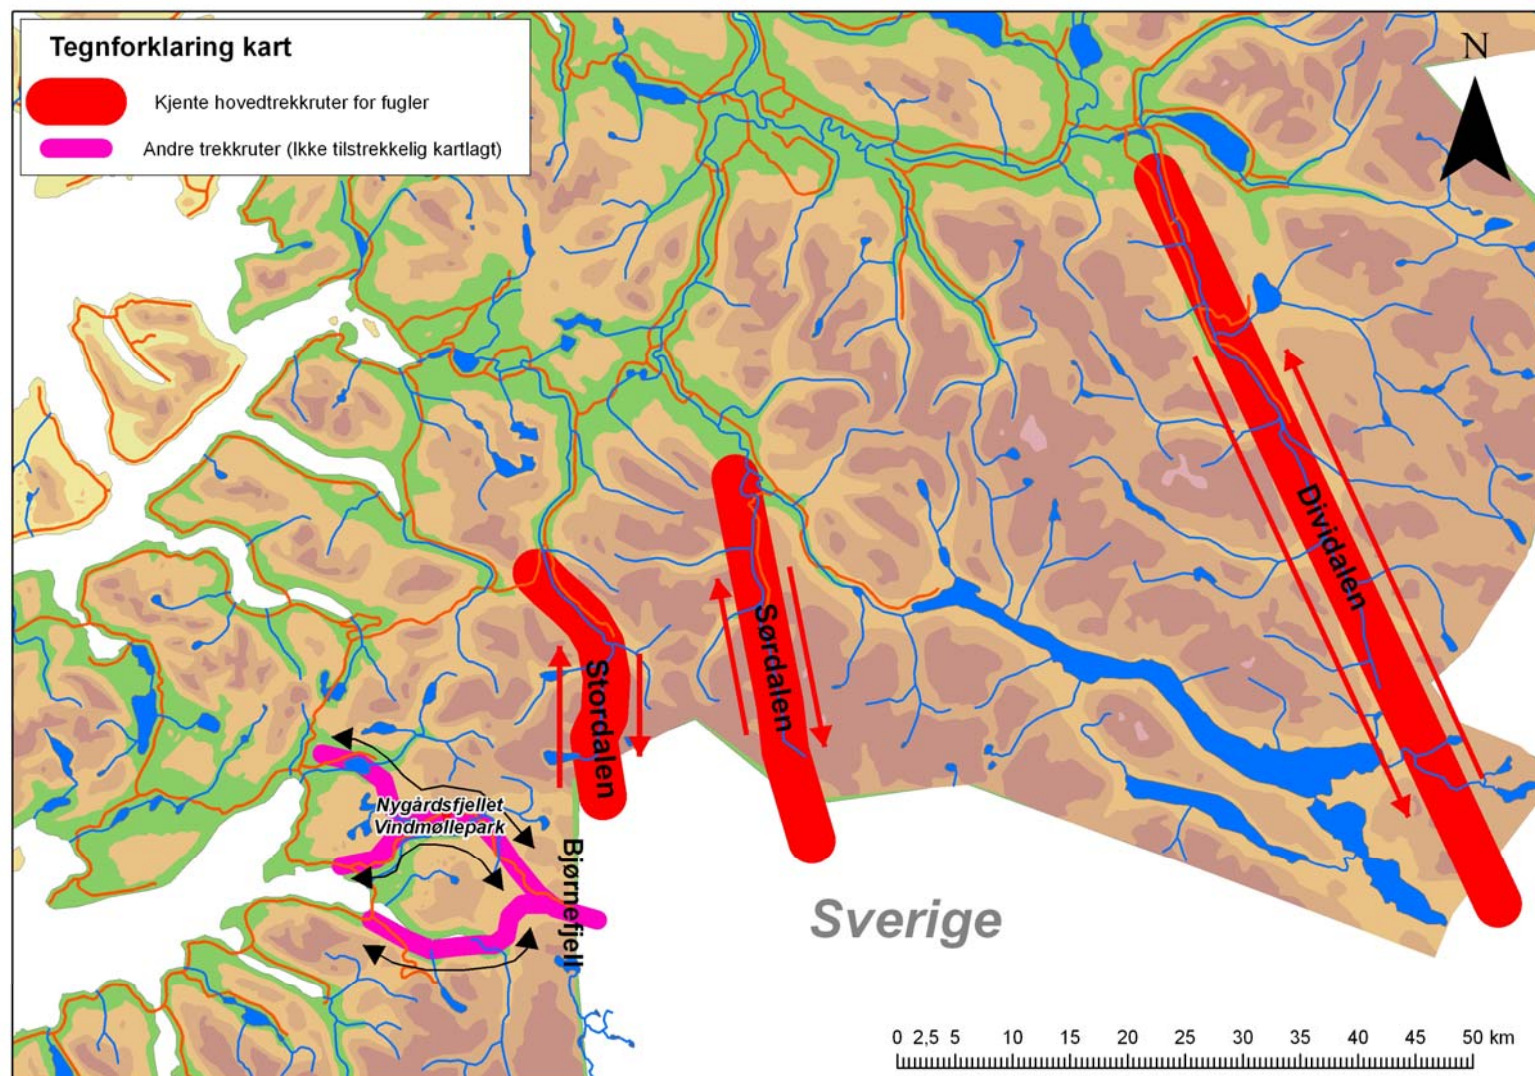 Tegnforklaring kart
Kjente hovedtrekkruter for fugler
Andre trekkruter (Ikke tilstrekkelig kartlagt)
N
Dividalen
Sørdalen
Stordalen
Nygårdsfjellet
Vindmøllepark
Bjørnefjell
Sverige
0 2,5 5 10 15 20 25 30 35 40 45 50 km